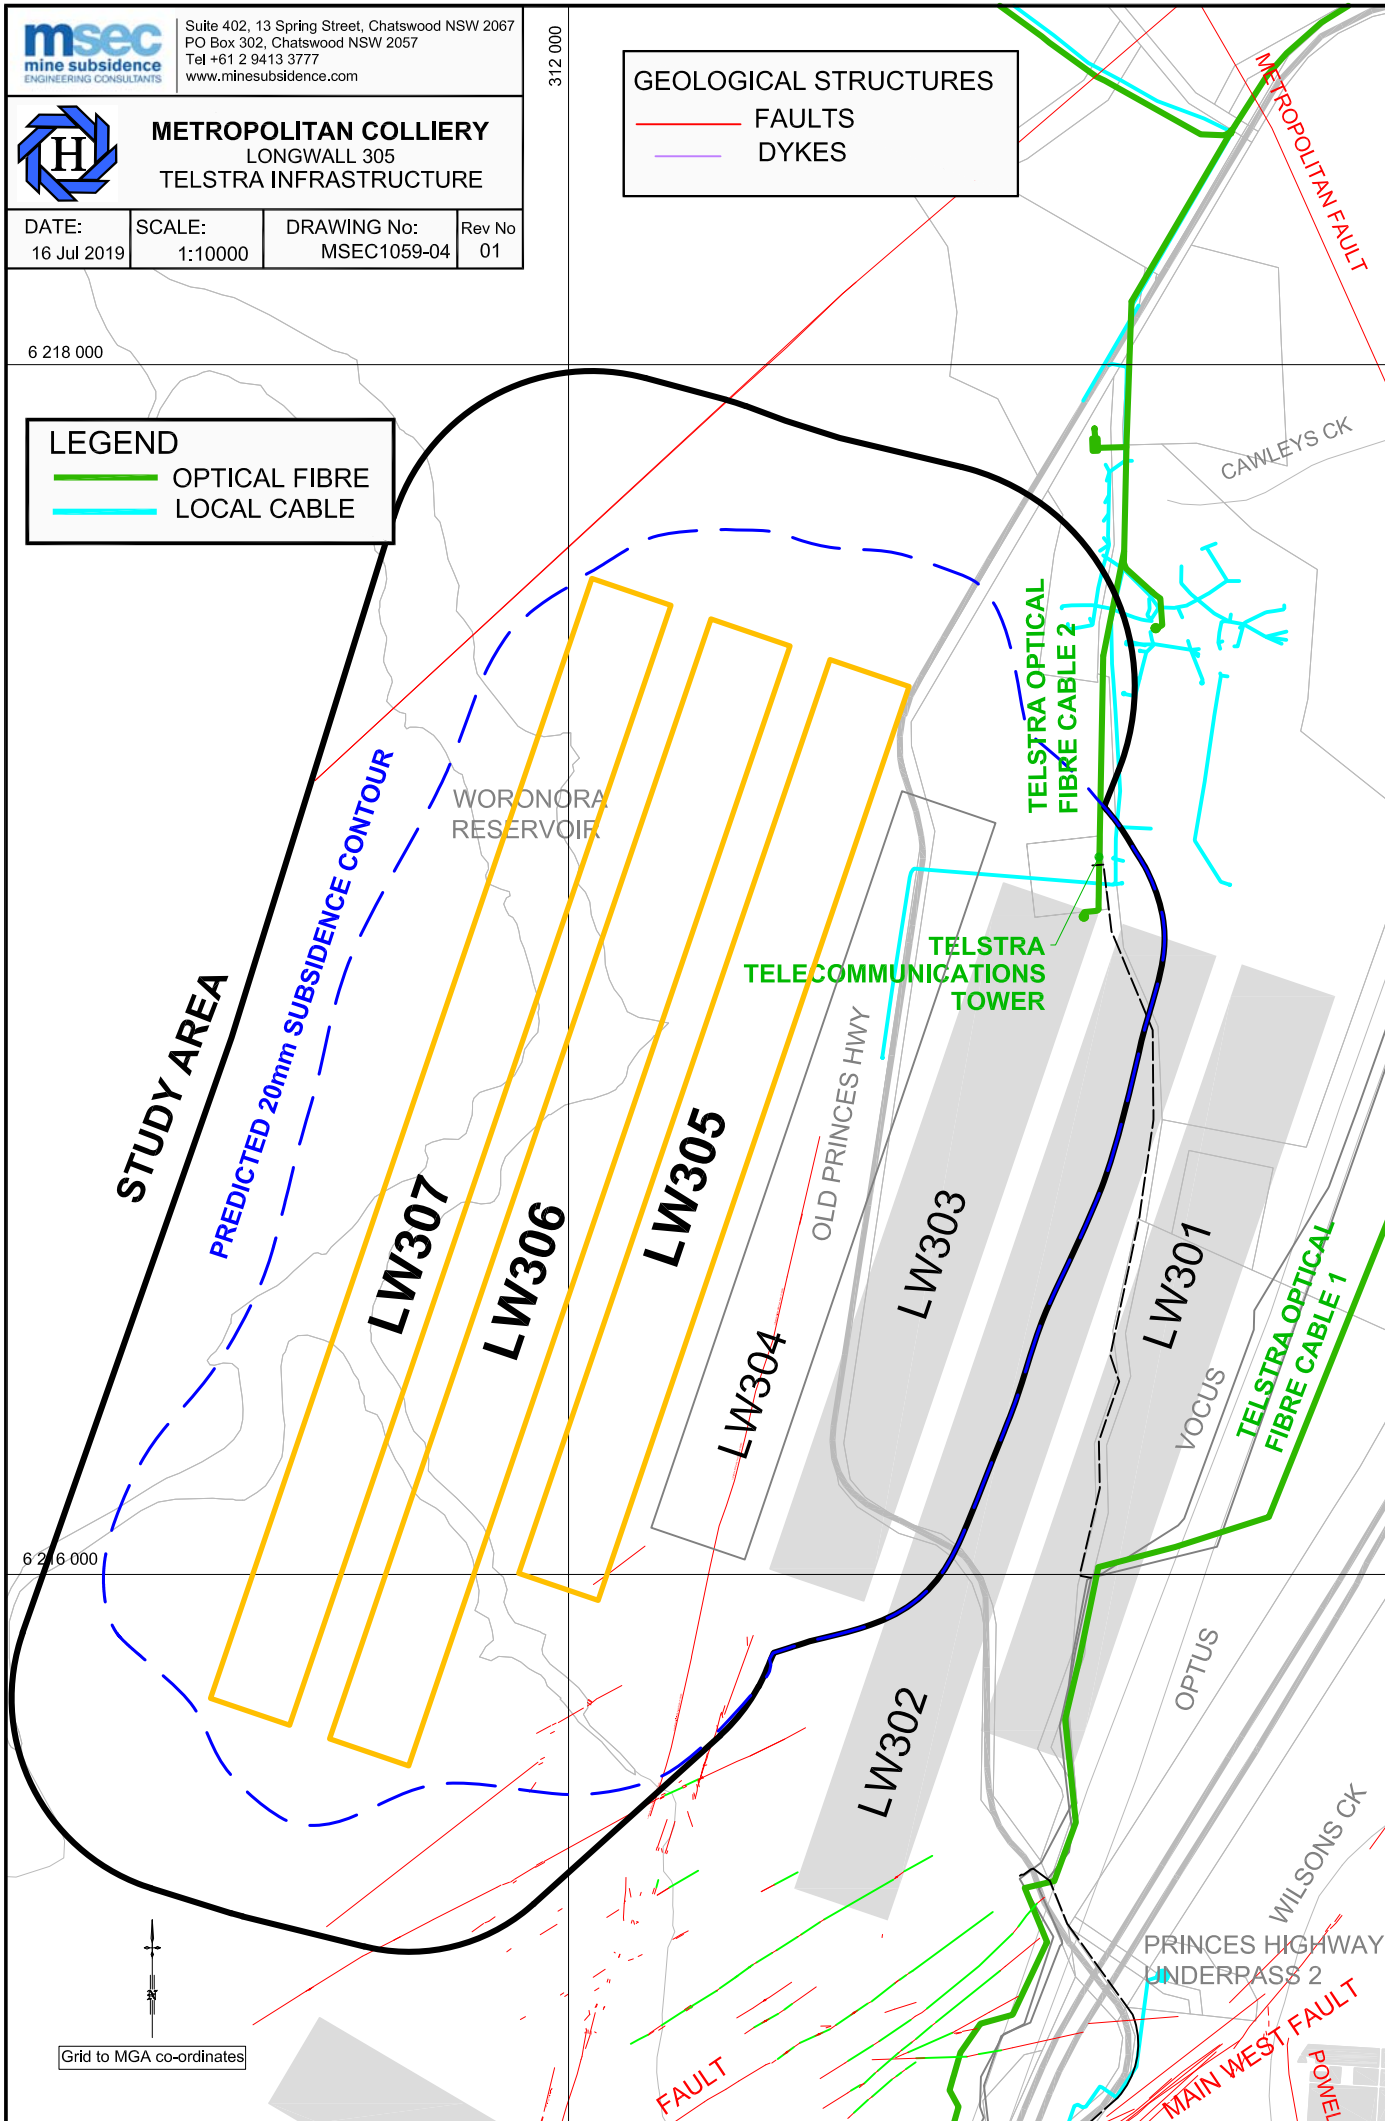 msec
mine subsidence
ENGINEERING CONSULTANTS
Suite 402, 13 Spring Street, Chatswood NSW 2067
PO Box 302, Chatswood NSW 2057
Tel +61 2 9413 3777
www.minesubsidence.com
H
METROPOLITAN COLLIERY
LONGWALL 305
TELSTRA INFRASTRUCTURE
DATE:
16 Jul 2019
SCALE:
1:10000
DRAWING No:
MSEC1059-04
Rev No
01
312 000
GEOLOGICAL STRUCTURES
FAULTS
DYKES
METROPOLITAN FAULT
6 218 000
LEGEND
OPTICAL FIBRE
LOCAL CABLE
CAWLEYS CK
TELSTRA OPTICAL
FIBRE CABLE 2
WORONORA
RESERVOIR
PREDICTED 20mm SUBSIDENCE CONTOUR
STUDY AREA
TELSTRA
TELECOMMUNICATIONS
TOWER
OLD PRINCES HWY
LW307
LW306
LW305
LW304
LW303
LW301
LW302
TELSTRA OPTICAL
FIBRE CABLE 1
VOCUS
OPTUS
6 216 000
WILSONS CK
PRINCES HIGHWAY
UNDERPASS 2
MAIN WEST FAULT
POWEL
FAULT
N
Grid to MGA co-ordinates